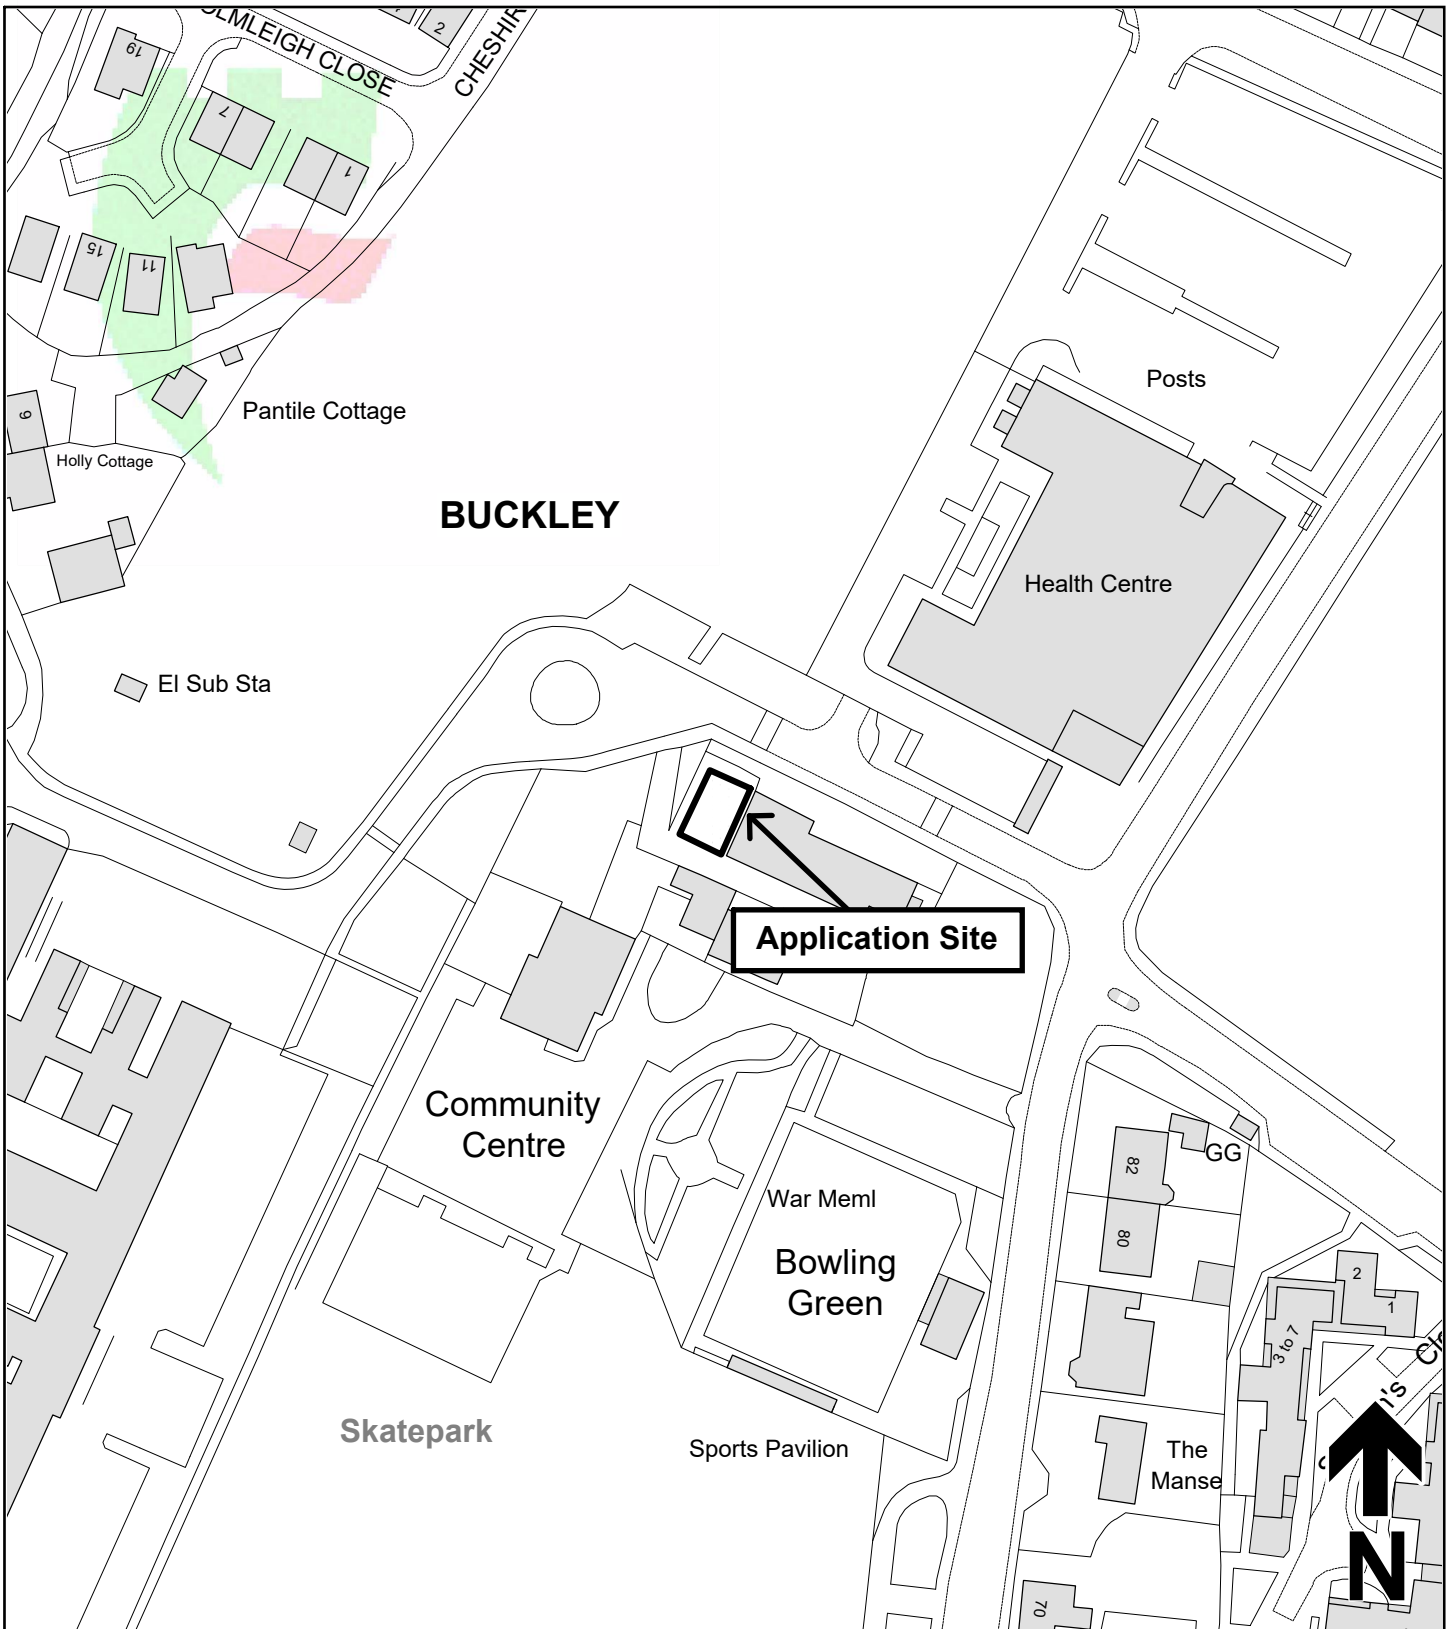 19
2
CHESHIR
OLMLEIGH CLOSE
7
1
15
11
Pantile Cottage
9
Holly Cottage
BUCKLEY
Posts
Health Centre
El Sub Sta
Application Site
Community
Centre
War Meml
Bowling
Green
82
GG
80
2
1
3 to 7
Skatepark
Sports Pavilion
The
Manse
70
N